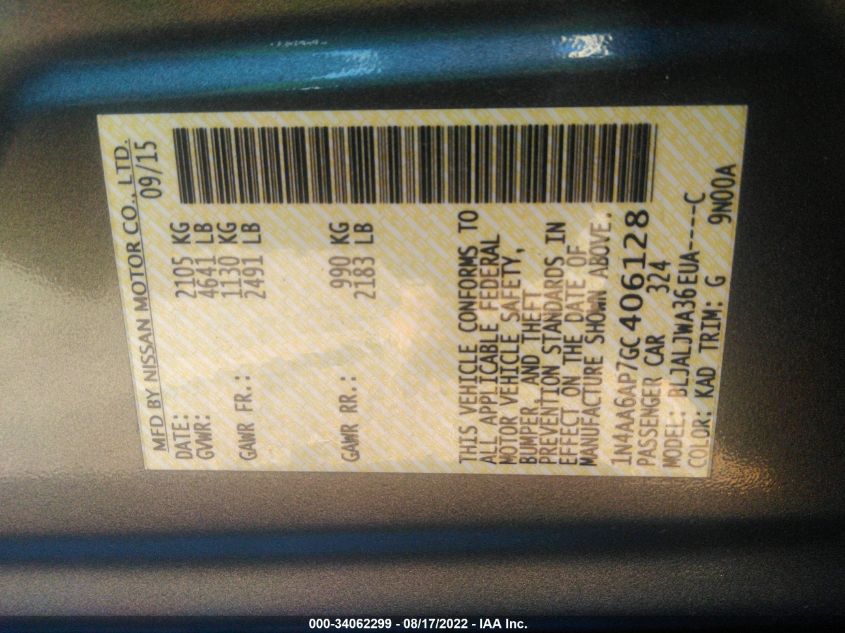 MFD BY NISSAN MOTOR CO., LTD.
DATE: 09/15
GVWR: 2105 KG
4641 LB
GAWR FR.: 1130 KG
2491 LB
GAWR RR.: 990 KG
2183 LB
THIS VEHICLE CONFORMS TO
ALL APPLICABLE FEDERAL
MOTOR VEHICLE SAFETY,
BUMPER, AND THEFT
PREVENTION STANDARDS IN
EFFECT ON THE DATE OF
MANUFACTURE SHOWN ABOVE.
1N4AA6AP7GC406128
PASSENGER CAR 324
MODEL: BLJALJWA36EUA----C
COLOR: KAD TRIM: G 9N00A
000-34062299 - 08/17/2022 - IAA Inc.